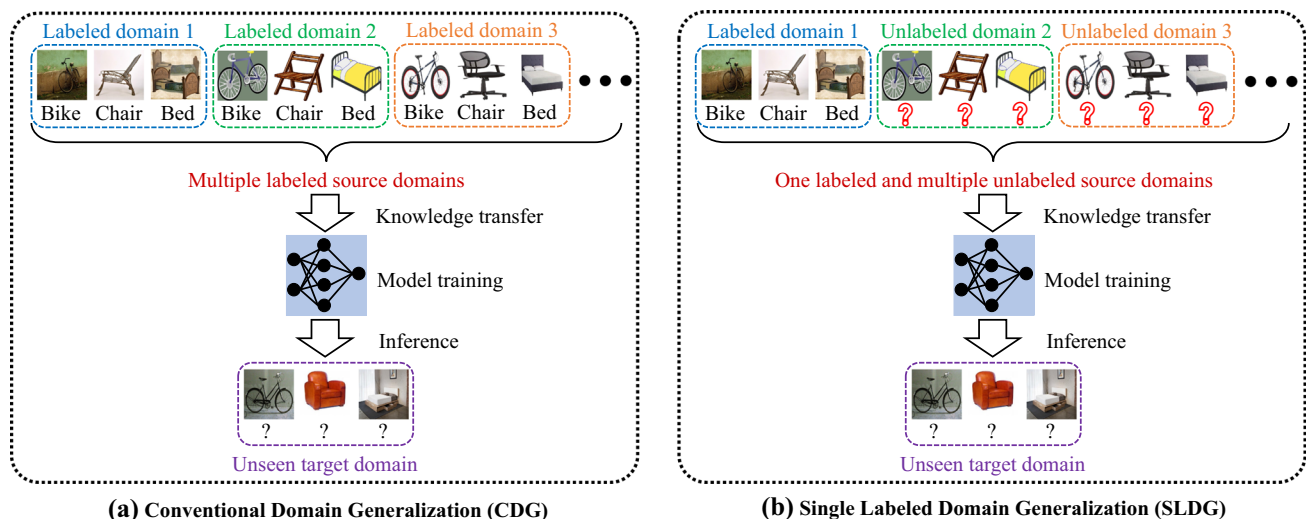 Labeled domain 1 Labeled domain 2 Labeled domain 3
Bike Chair Bed Bike Chair Bed Bike Chair Bed
Multiple labeled source domains
Knowledge transfer
Model training
Inference
? ? ?
Unseen target domain
(a) Conventional Domain Generalization (CDG)
Labeled domain 1 Unlabeled domain 2 Unlabeled domain 3
Bike Chair Bed ? ? ? ? ? ?
One labeled and multiple unlabeled source domains
Knowledge transfer
Model training
Inference
? ? ?
Unseen target domain
(b) Single Labeled Domain Generalization (SLDG)